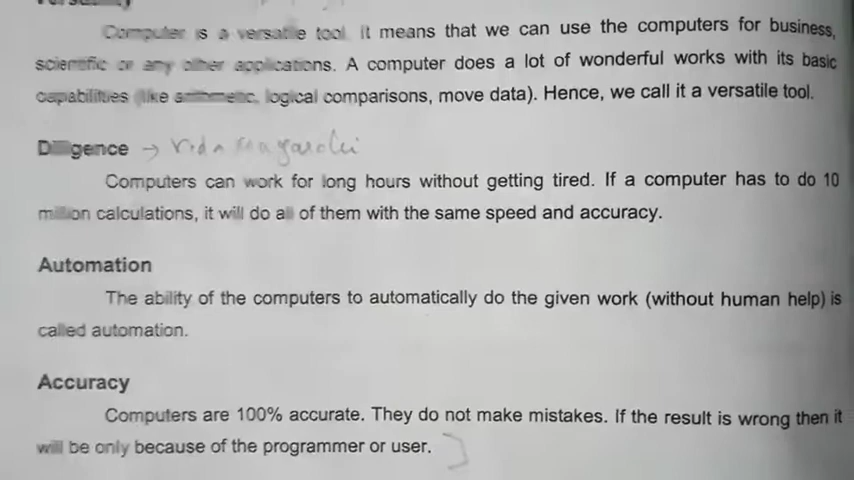 Computer is a versatile tool. It means that we can use the computers for business,
scientific or any other applications. A computer does a lot of wonderful works with its basic
capabilities (like arithmetic, logical comparisons, move data). Hence, we call it a versatile tool.
Diligence →
Computers can work for long hours without getting tired. If a computer has to do 10
million calculations, it will do all of them with the same speed and accuracy.
Automation
The ability of the computers to automatically do the given work (without human help) is
called automation.
Accuracy
Computers are 100% accurate. They do not make mistakes. If the result is wrong then it
will be only because of the programmer or user.